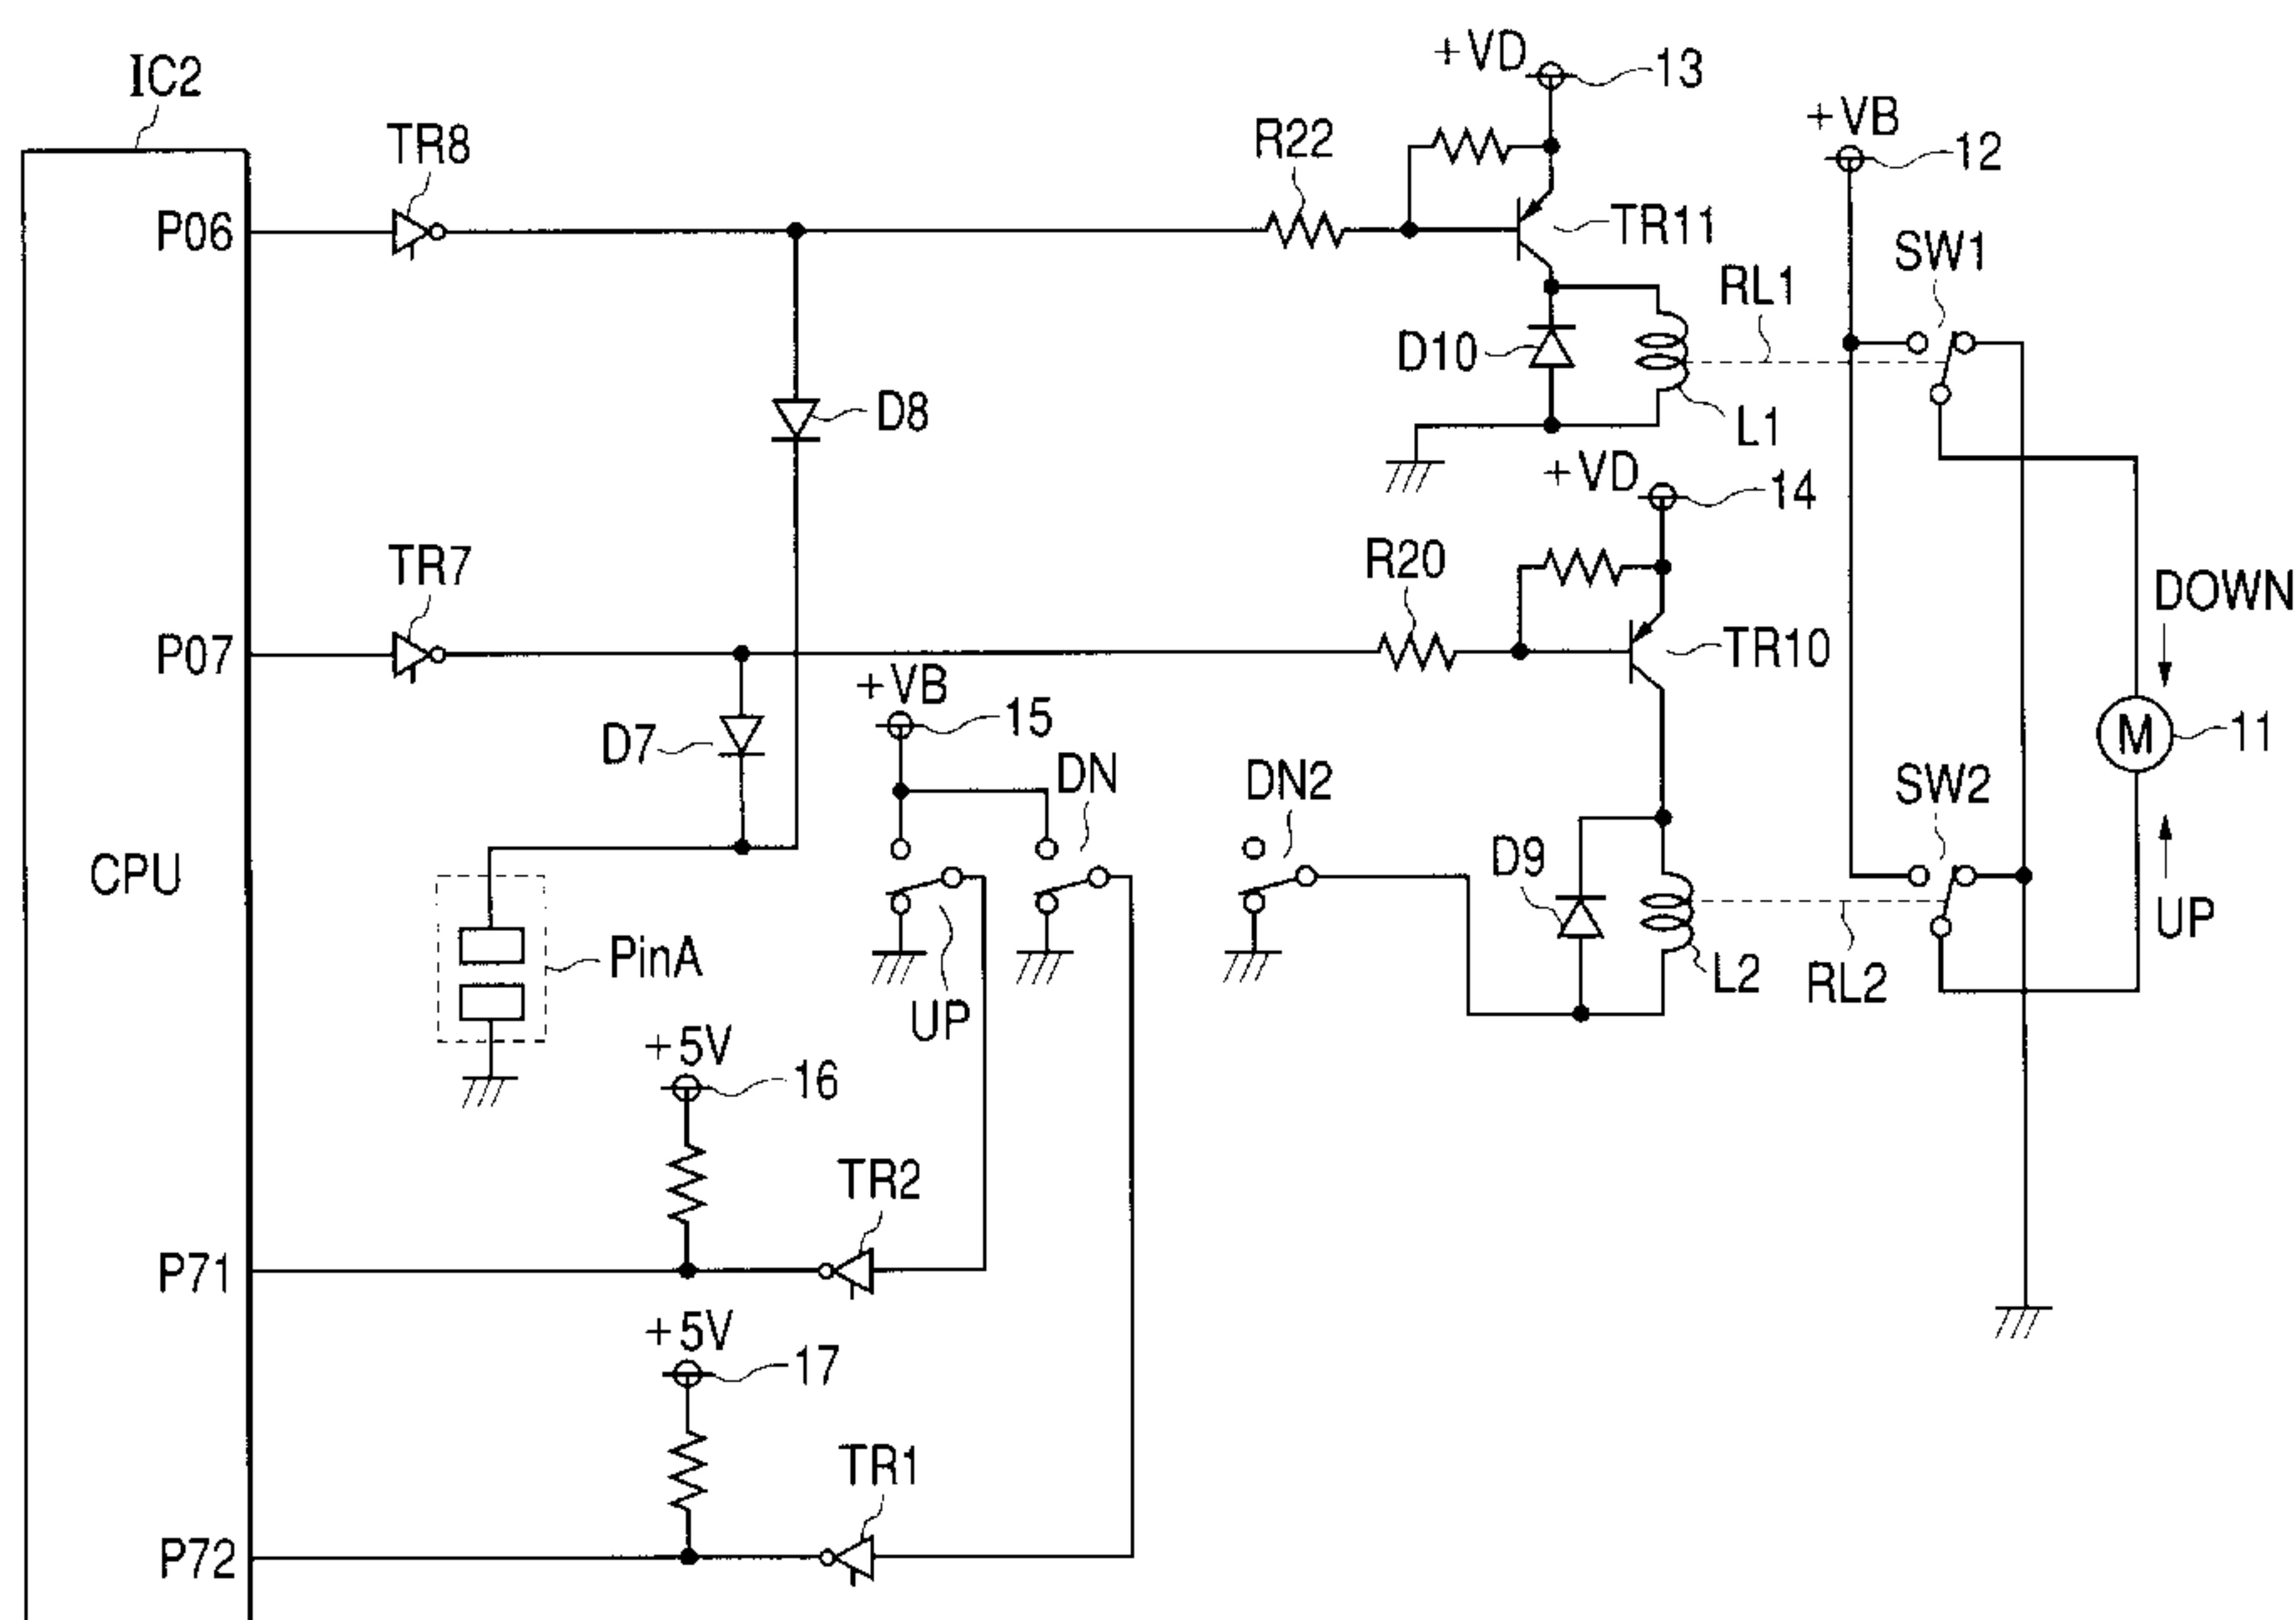 IC2
TR8
P06
R22
+VD
13
TR11
+VB
12
SW1
RL1
D10
L1
D8
+VD
14
TR7
P07
R20
TR10
DOWN
D7
+VB
15
DN
DN2
M
11
SW2
D9
CPU
PinA
UP
L2
RL2
UP
+5V
16
TR2
P71
+5V
17
TR1
P72